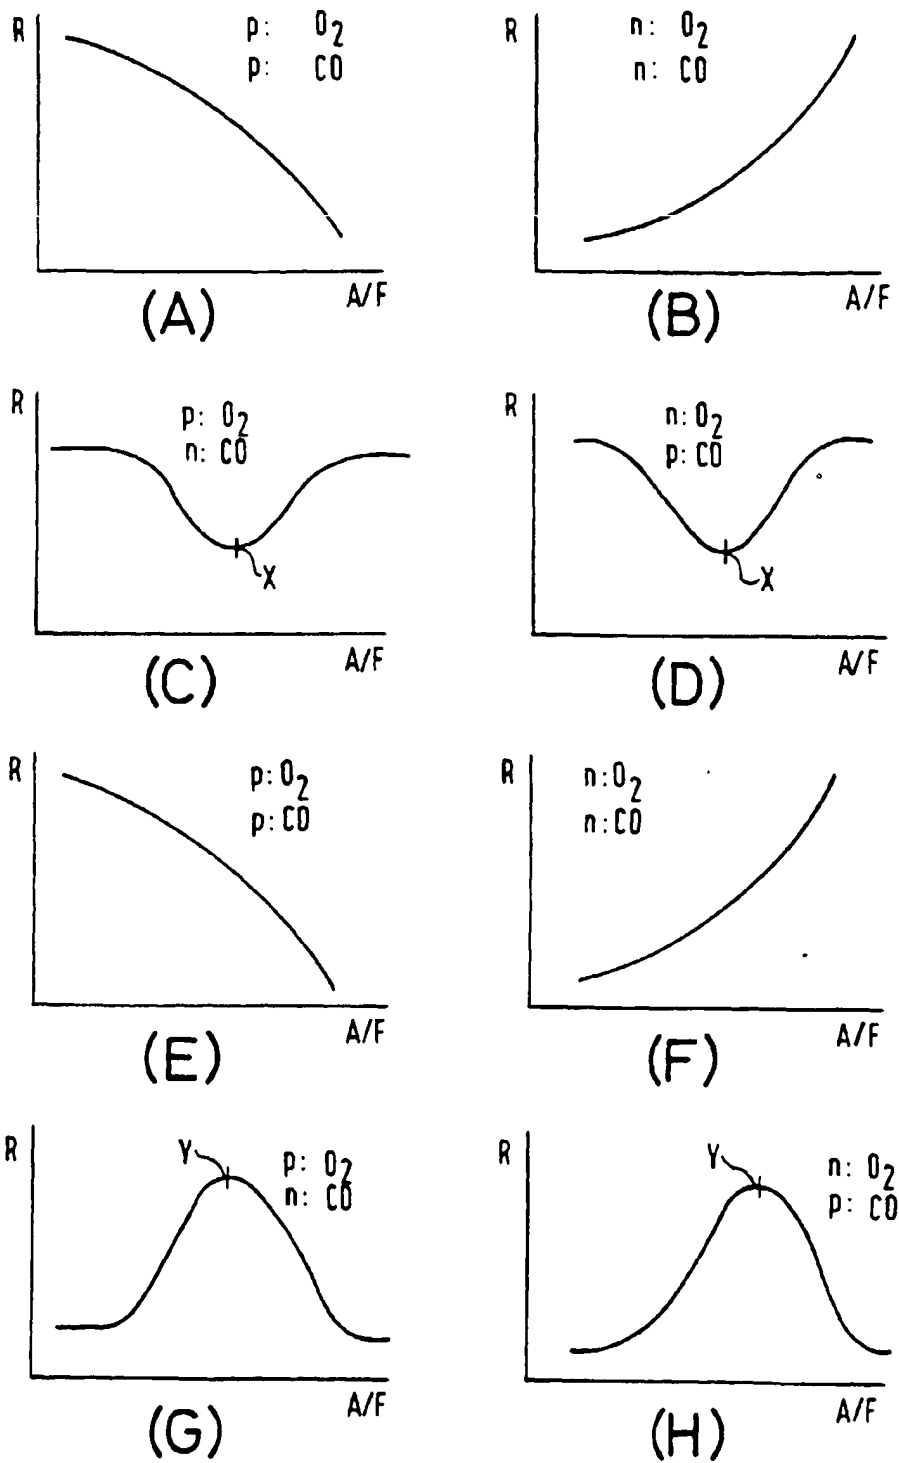 R
p: O2
p: CO
A/F
(A)
R
n: O2
n: CO
A/F
(B)
R
p: O2
n: CO
X
A/F
(C)
R
n: O2
p: CO
X
A/F
(D)
R
p: O2
p: CO
A/F
(E)
R
n: O2
n: CO
A/F
(F)
R
Y
p: O2
n: CO
A/F
(G)
R
Y
n: O2
p: CO
A/F
(H)